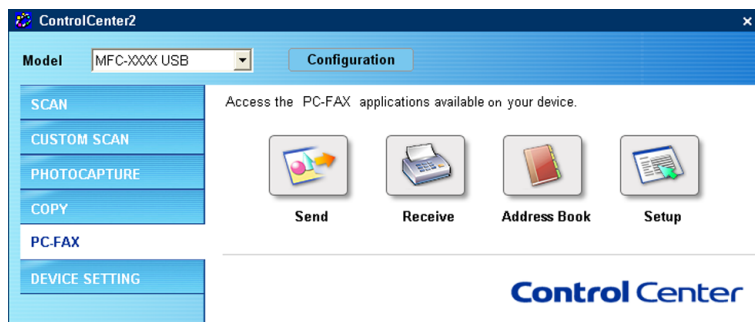 ControlCenter2
Model MFC-XXXX USB Configuration
SCAN
CUSTOM SCAN
PHOTOCAPTURE
COPY
PC-FAX
DEVICE SETTING
Access the PC-FAX applications available on your device.
Send Receive Address Book Setup
Control Center